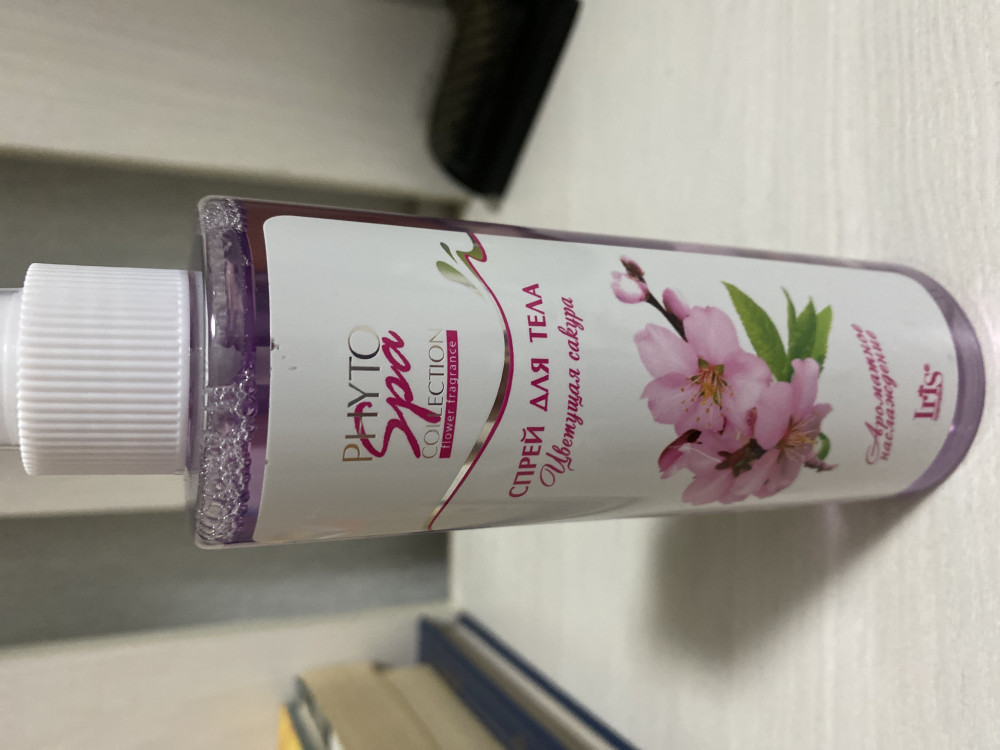 PHYTO
Spa
COLLECTION
flower fragrance
СПРЕЙ ДЛЯ ТЕЛА
Цветущая сакура
Ароматное
наслаждение
Iris®